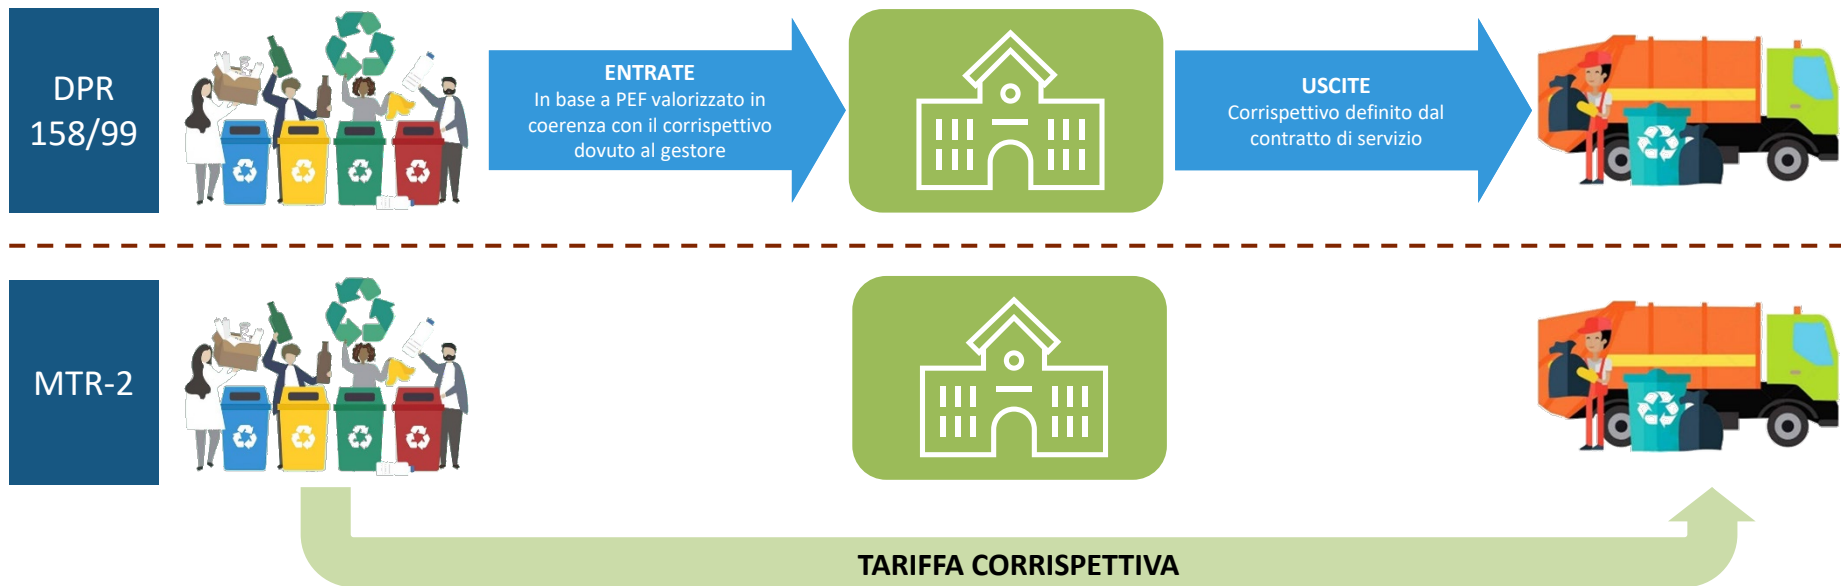 DPR
158/99
ENTRATE
In base a PEF valorizzato in
coerenza con il corrispettivo
dovuto al gestore
USCITE
Corrispettivo definito dal
contratto di servizio
MTR-2
TARIFFA CORRISPETTIVA